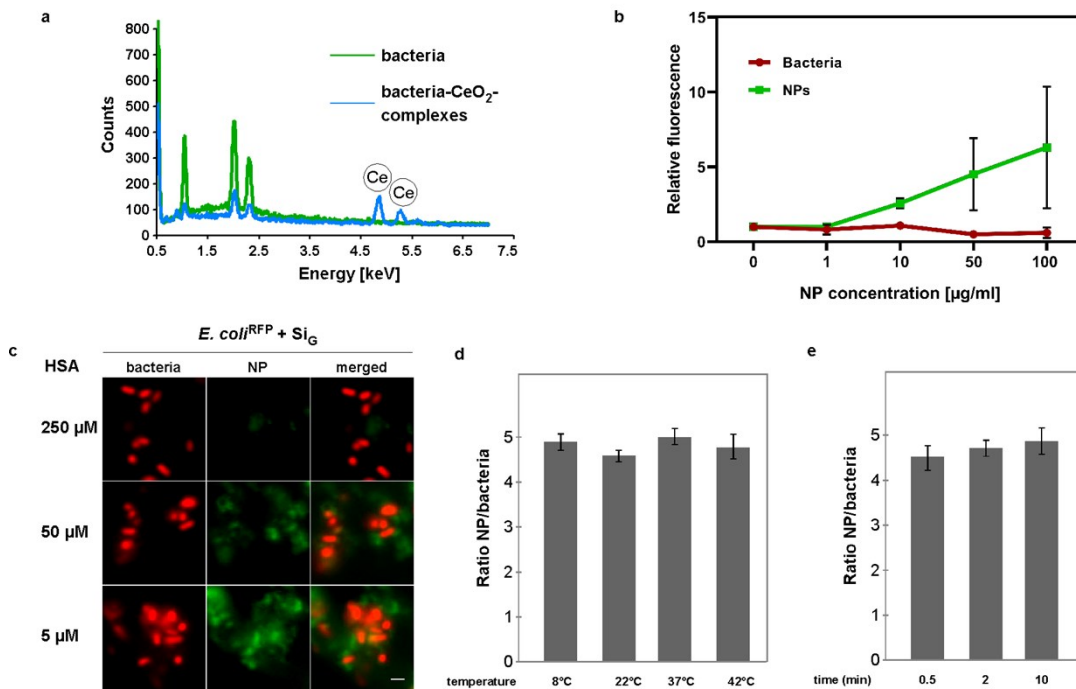 a
800
700
600
500
400
300
200
100
0
Counts
bacteria
bacteria-CeO₂-
complexes
Ce
Ce
0.5
1.5
2.5
3.5
4.5
5.5
6.5
7.5
Energy [keV]
b
15
10
5
0
Relative fluorescence
Bacteria
NPs
0
1
10
50
100
NP concentration [µg/ml]
c
E. coliᴿᶠᴾ + Si_G
HSA
bacteria
NP
merged
250 µM
50 µM
5 µM
d
5
4
3
2
1
0
Ratio NP/bacteria
temperature
8°C
22°C
37°C
42°C
e
5
4
3
2
1
0
Ratio NP/bacteria
time (min)
0.5
2
10